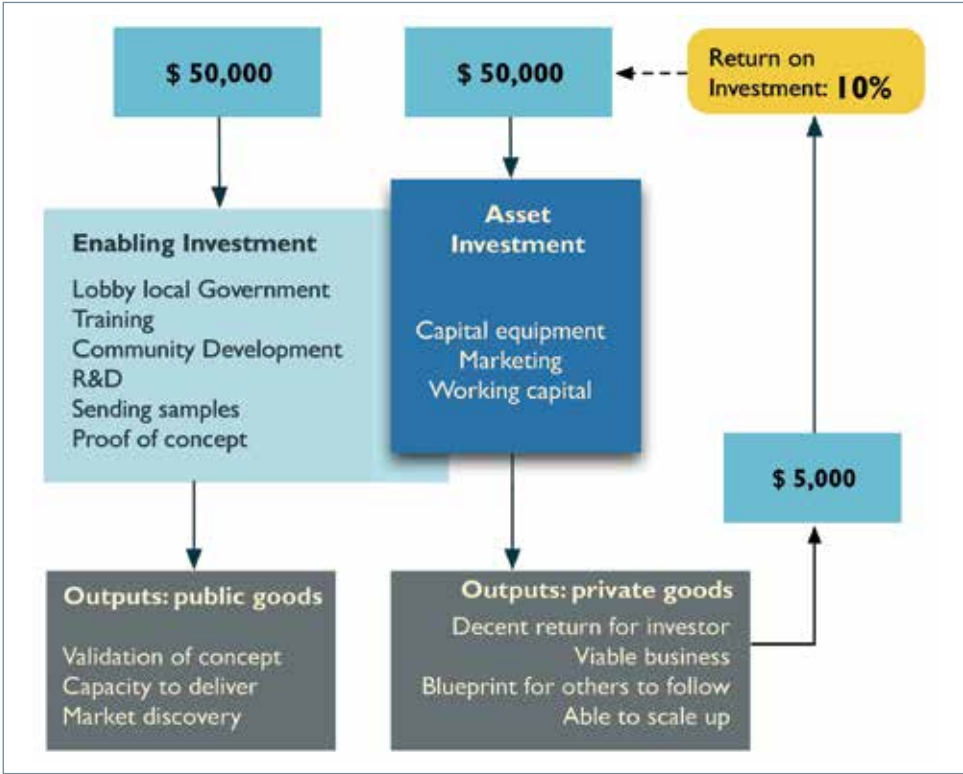 $ 50,000
$ 50,000
Return on
Investment: 10%
Enabling Investment
Lobby local Government
Training
Community Development
R&D
Sending samples
Proof of concept
Asset
Investment
Capital equipment
Marketing
Working capital
$ 5,000
Outputs: public goods
Validation of concept
Capacity to deliver
Market discovery
Outputs: private goods
Decent return for investor
Viable business
Blueprint for others to follow
Able to scale up